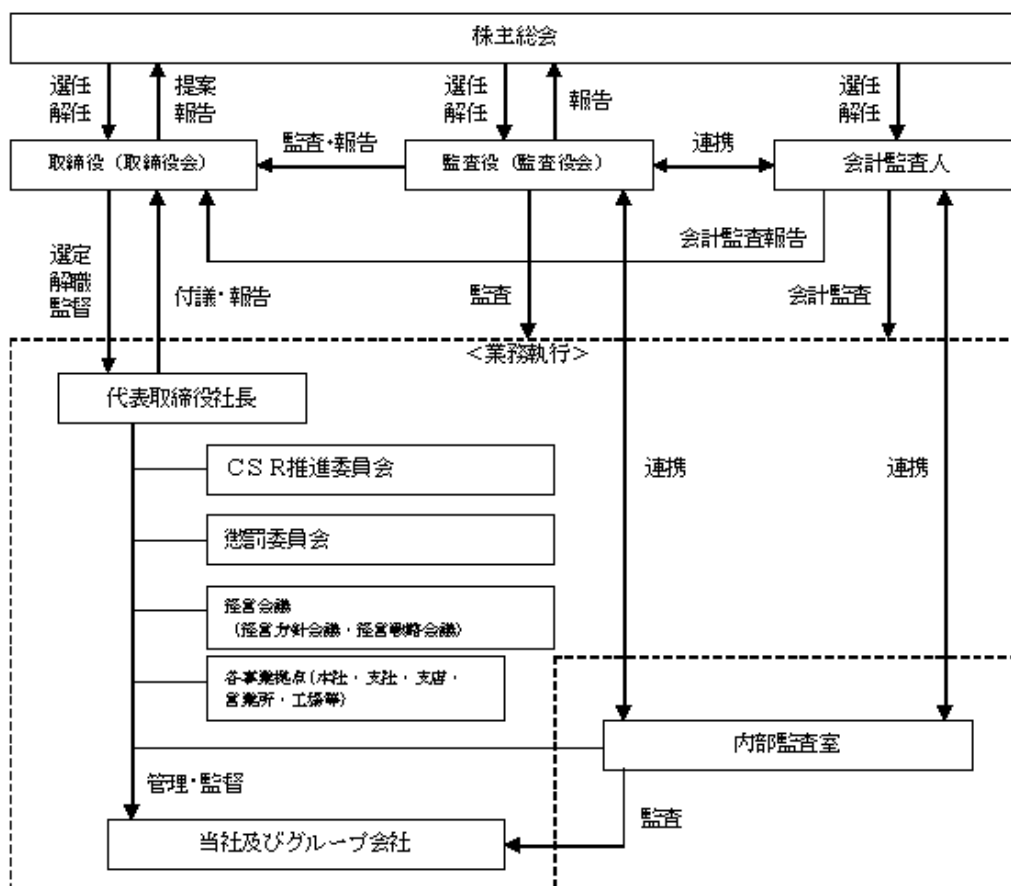 株主総会
選任
解任
提案
報告
選任
解任
報告
選任
解任
取締役（取締役会）
監査・報告
監査役（監査役会）
連携
会計監査人
選定
解職
監督
付議・報告
監査
会計監査報告
会計監査
＜業務執行＞
代表取締役社長
ＣＳＲ推進委員会
連携
連携
懲罰委員会
経営会議
（経営方針会議・経営戦略会議）
各事業拠点（本社・支社・支店・
営業所・工場等）
内部監査室
管理・監督
監査
当社及びグループ会社